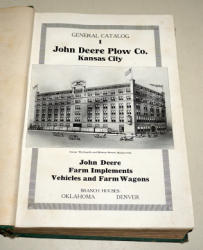 GENERAL CATALOG
I
John Deere Plow Co.
Kansas City
John Deere
Farm Implements
Vehicles and Farm Wagons
BRANCH HOUSES:
OKLAHOMA DENVER